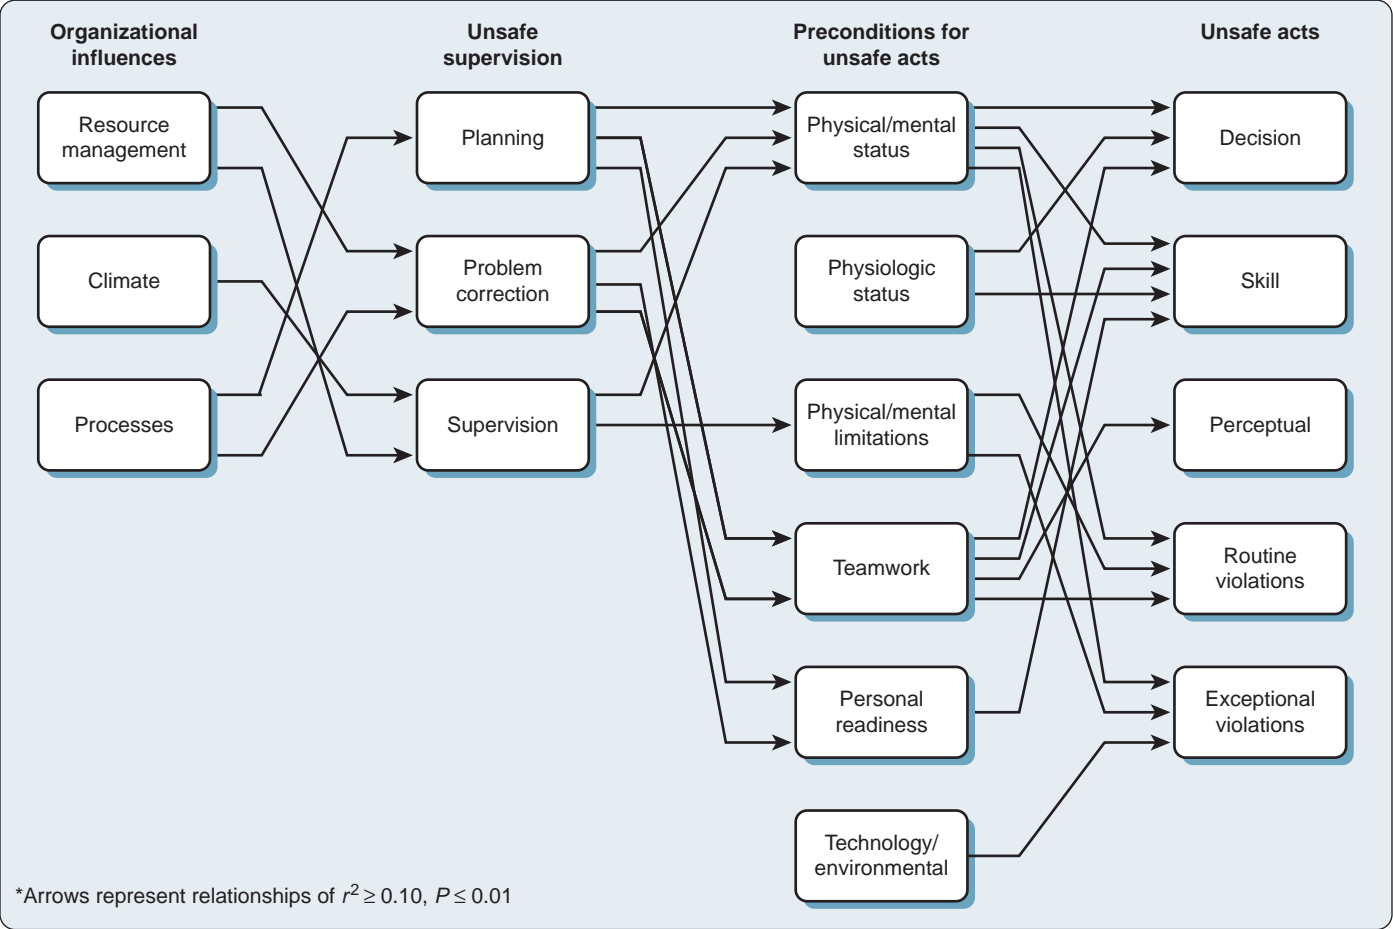 Organizational
influences
Unsafe
supervision
Preconditions for
unsafe acts
Unsafe acts
Resource
management
Climate
Processes
Planning
Problem
correction
Supervision
Physical/mental
status
Physiologic
status
Physical/mental
limitations
Teamwork
Personal
readiness
Technology/
environmental
Decision
Skill
Perceptual
Routine
violations
Exceptional
violations
*Arrows represent relationships of r² ≥ 0.10, P ≤ 0.01